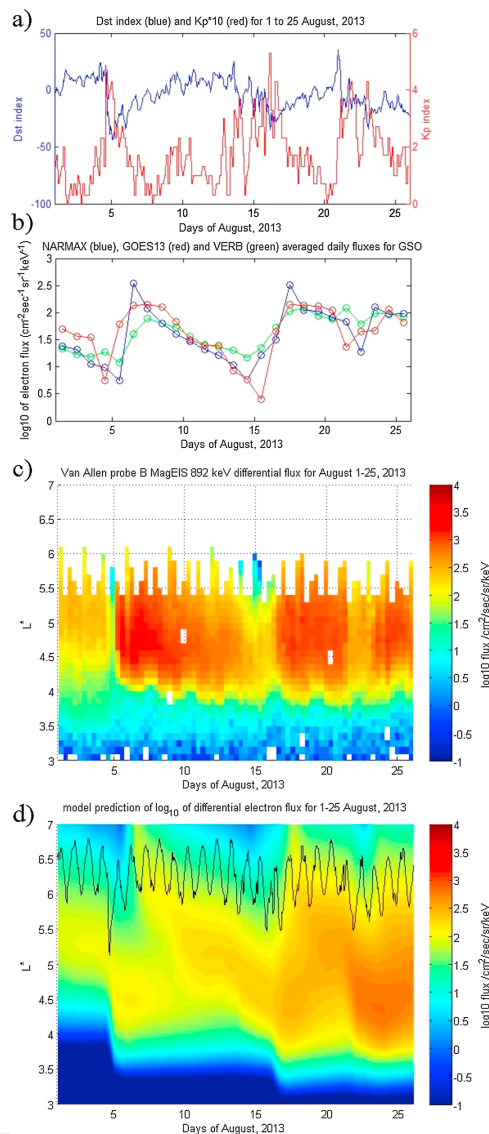 a)
Dst index (blue) and Kp*10 (red) for 1 to 25 August, 2013
50
0
-50
-100
Dst index
6
4
2
0
Kp index
5 10 15 20 25
Days of August, 2013
b)
NARMAX (blue), GOES13 (red) and VERB (green) averaged daily fluxes for GSO
log10 of electron flux (cm⁻²sec⁻¹sr⁻¹keV⁻¹)
3
2.5
2
1.5
1
0.5
0
5 10 15 20 25
Days of August, 2013
c)
Van Allen probe B MagEIS 892 keV differential flux for August 1-25, 2013
7
6.5
6
5.5
5
4.5
4
3.5
3
L*
5 10 15 20 25
Days of August, 2013
4
3.5
3
2.5
2
1.5
1
0.5
0
-0.5
-1
log10 flux /cm²/sec/sr/keV
d)
model prediction of log₁₀ of differential electron flux for 1-25 August, 2013
7
6.5
6
5.5
5
4.5
4
3.5
3
L*
5 10 15 20 25
Days of August, 2013
4
3.5
3
2.5
2
1.5
1
0.5
0
-0.5
-1
log10 flux /cm²/sec/sr/keV